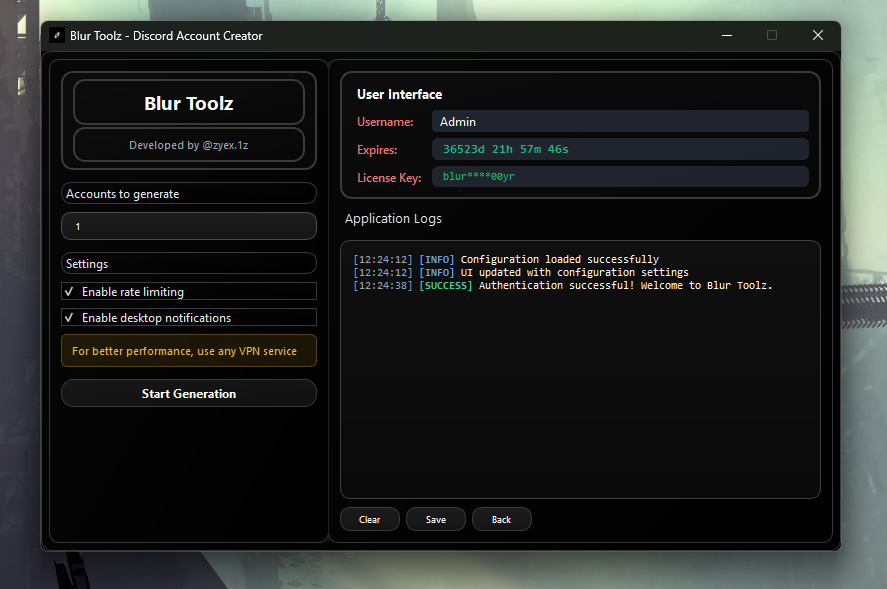 Blur Toolz - Discord Account Creator
Blur Toolz
Developed by @zyex.1z
Accounts to generate
1
Settings
Enable rate limiting
Enable desktop notifications
For better performance, use any VPN service
Start Generation
User Interface
Username: Admin
Expires: 36523d 21h 57m 46s
License Key: blur****00yr
Application Logs
[12:24:12] [INFO] Configuration loaded successfully
[12:24:12] [INFO] UI updated with configuration settings
[12:24:38] [SUCCESS] Authentication successful! Welcome to Blur Toolz.
Clear Save Back